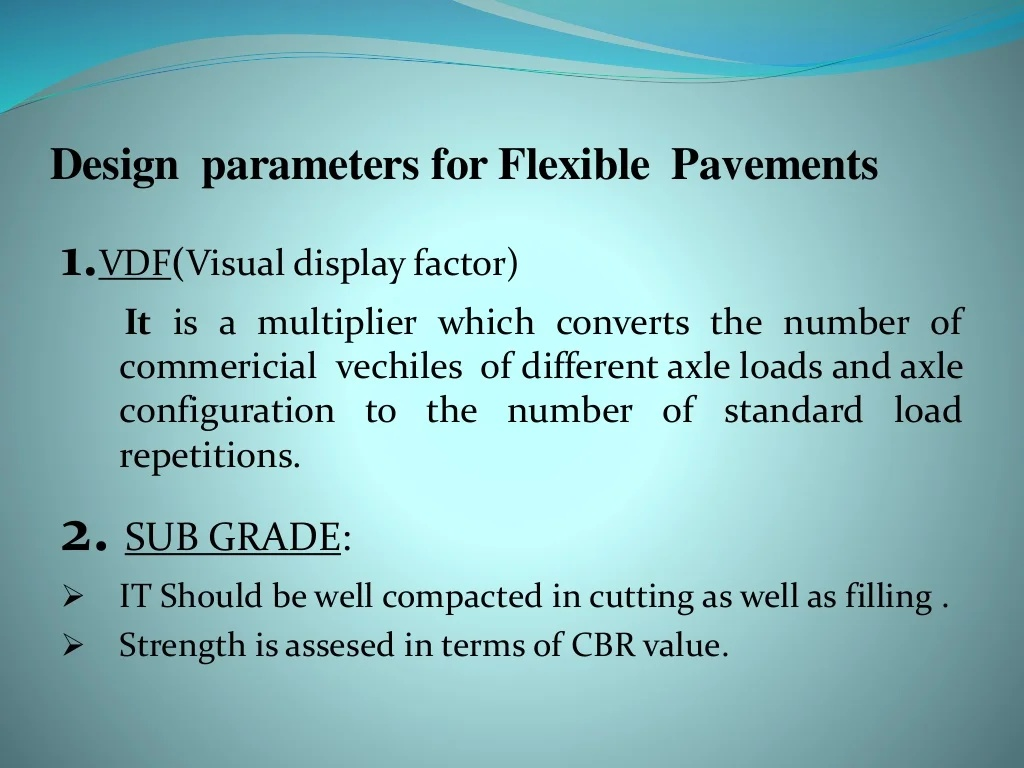 Design parameters for Flexible Pavements
1.VDF(Visual display factor)
It is a multiplier which converts the number of
commericial vechiles of different axle loads and axle
configuration to the number of standard load
repetitions.
2. SUB GRADE:
➢ IT Should be well compacted in cutting as well as filling .
➢ Strength is assesed in terms of CBR value.